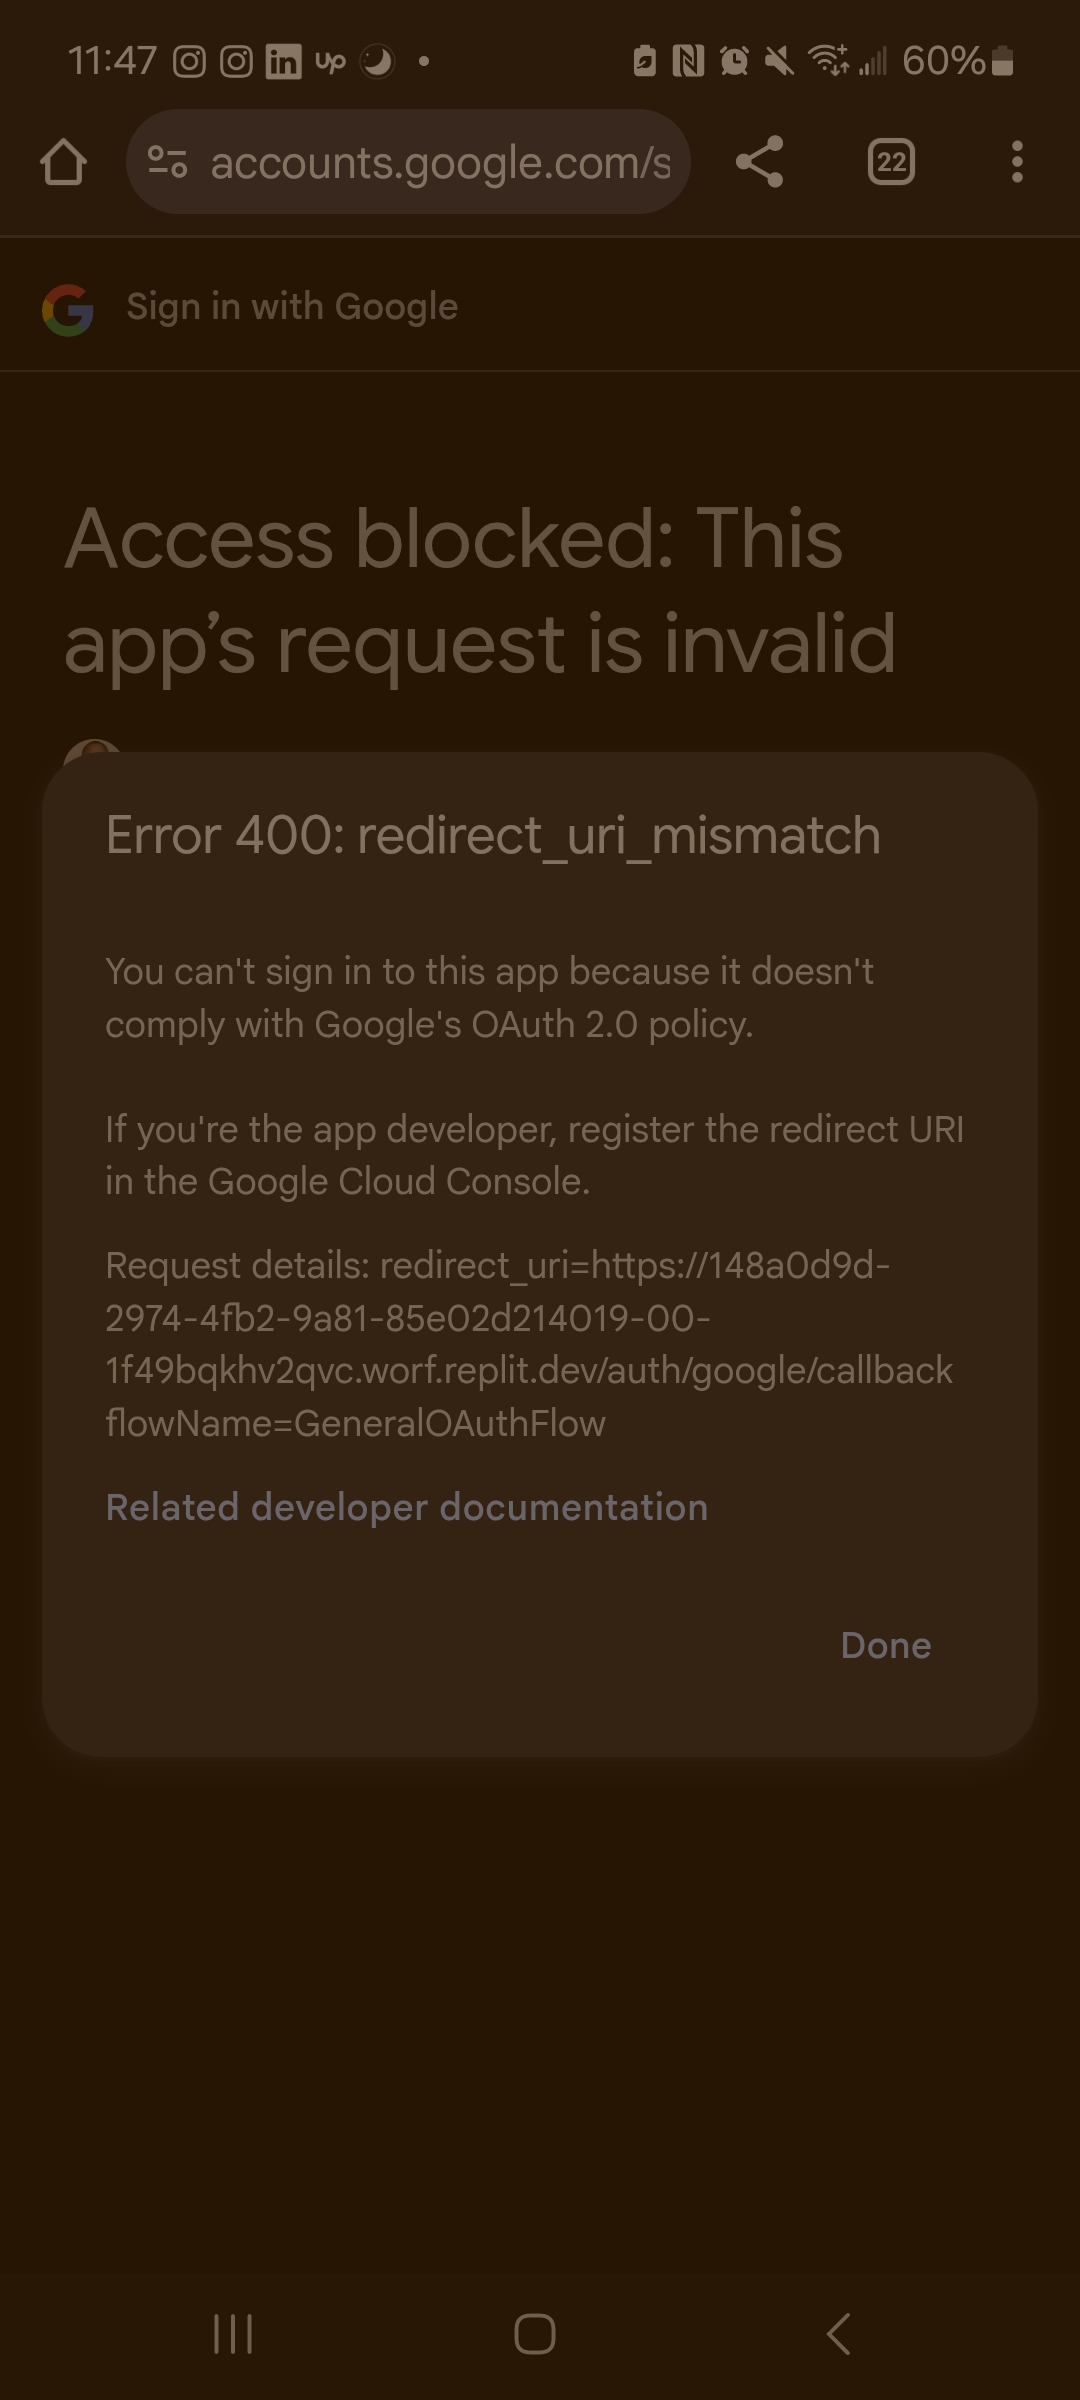 11:47
60%
accounts.google.com/s
22
Sign in with Google
Access blocked: This
app’s request is invalid
Error 400: redirect_uri_mismatch
You can't sign in to this app because it doesn't
comply with Google's OAuth 2.0 policy.
If you're the app developer, register the redirect URI
in the Google Cloud Console.
Request details: redirect_uri=https://148a0d9d-
2974-4fb2-9a81-85e02d214019-00-
1f49bqkhv2qvc.worf.replit.dev/auth/google/callback
flowName=GeneralOAuthFlow
Related developer documentation
Done